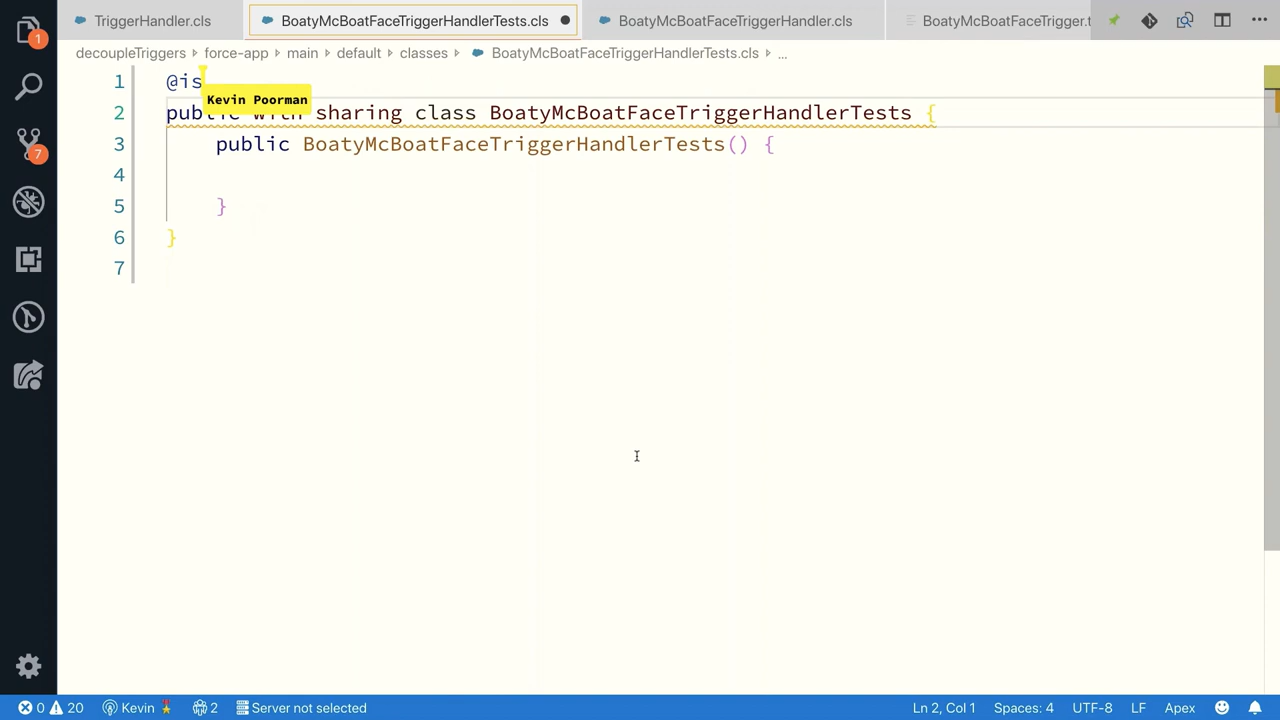 TriggerHandler.cls
BoatyMcBoatFaceTriggerHandlerTests.cls
BoatyMcBoatFaceTriggerHandler.cls
BoatyMcBoatFaceTrigger.t
decoupleTriggers > force-app > main > default > classes > BoatyMcBoatFaceTriggerHandlerTests.cls > ...
1 @is
Kevin Poorman
2 public with sharing class BoatyMcBoatFaceTriggerHandlerTests {
3 public BoatyMcBoatFaceTriggerHandlerTests() {
4
5 }
6 }
7
1
7
0 20 Kevin 2 Server not selected Ln 2, Col 1 Spaces: 4 UTF-8 LF Apex